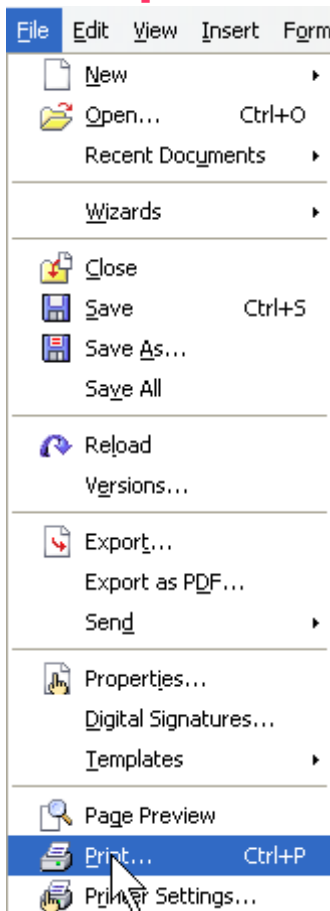 File Edit View Insert Form
New
Open... Ctrl+O
Recent Documents
Wizards
Close
Save Ctrl+S
Save As...
Save All
Reload
Versions...
Export...
Export as PDF...
Send
Properties...
Digital Signatures...
Templates
Page Preview
Print... Ctrl+P
Printer Settings...